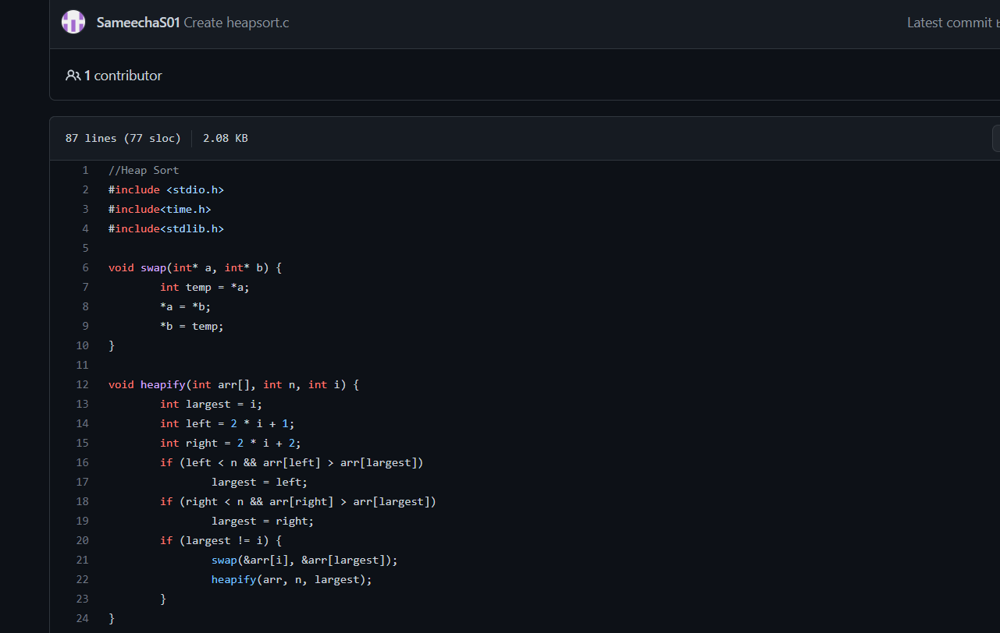 SameechaS01 Create heapsort.c Latest commit
1 contributor
87 lines (77 sloc) 2.08 KB
1 //Heap Sort
2 #include <stdio.h>
3 #include<time.h>
4 #include<stdlib.h>
5
6 void swap(int* a, int* b) {
7         int temp = *a;
8         *a = *b;
9         *b = temp;
10 }
11
12 void heapify(int arr[], int n, int i) {
13         int largest = i;
14         int left = 2 * i + 1;
15         int right = 2 * i + 2;
16         if (left < n && arr[left] > arr[largest])
17                 largest = left;
18         if (right < n && arr[right] > arr[largest])
19                 largest = right;
20         if (largest != i) {
21                 swap(&arr[i], &arr[largest]);
22                 heapify(arr, n, largest);
23         }
24 }